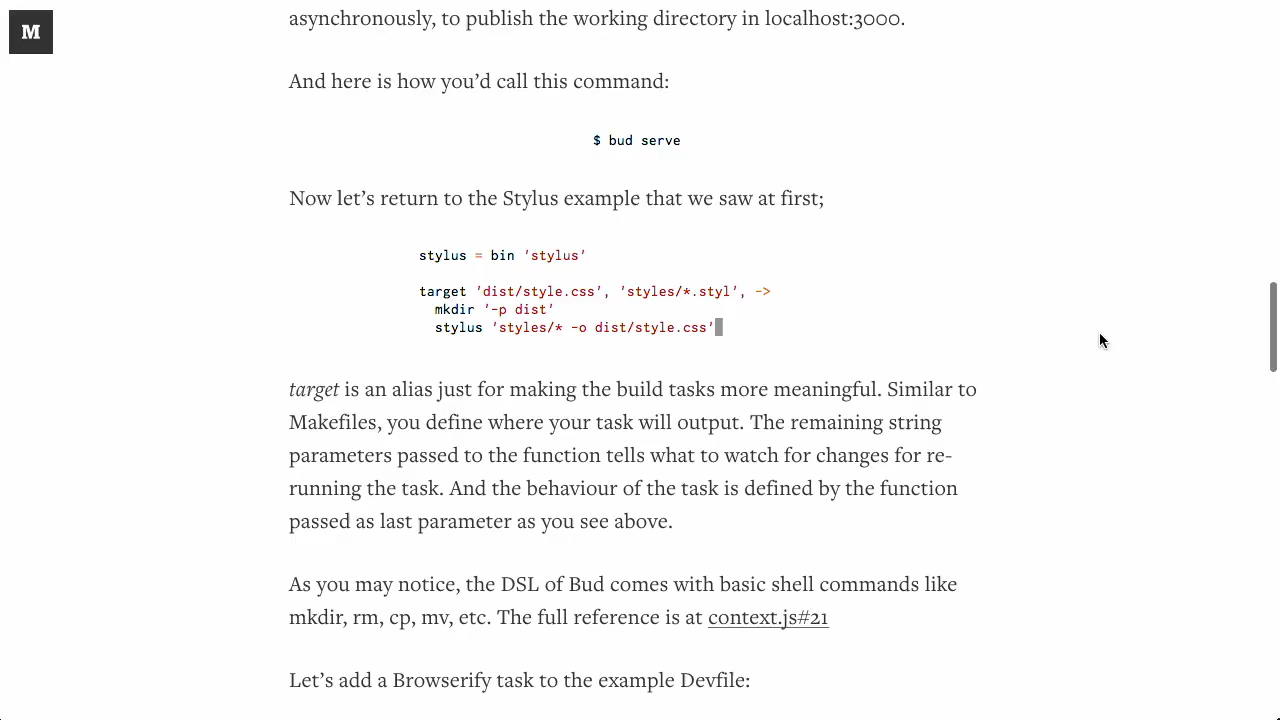 M
asynchronously, to publish the working directory in localhost:3000.
And here is how you’d call this command:
$ bud serve
Now let’s return to the Stylus example that we saw at first;
stylus = bin 'stylus'
target 'dist/style.css', 'styles/*.styl', ->
mkdir '-p dist'
stylus 'styles/* -o dist/style.css'
target is an alias just for making the build tasks more meaningful. Similar to
Makefiles, you define where your task will output. The remaining string
parameters passed to the function tells what to watch for changes for re-
running the task. And the behaviour of the task is defined by the function
passed as last parameter as you see above.
As you may notice, the DSL of Bud comes with basic shell commands like
mkdir, rm, cp, mv, etc. The full reference is at context.js#21
Let’s add a Browserify task to the example Devfile: